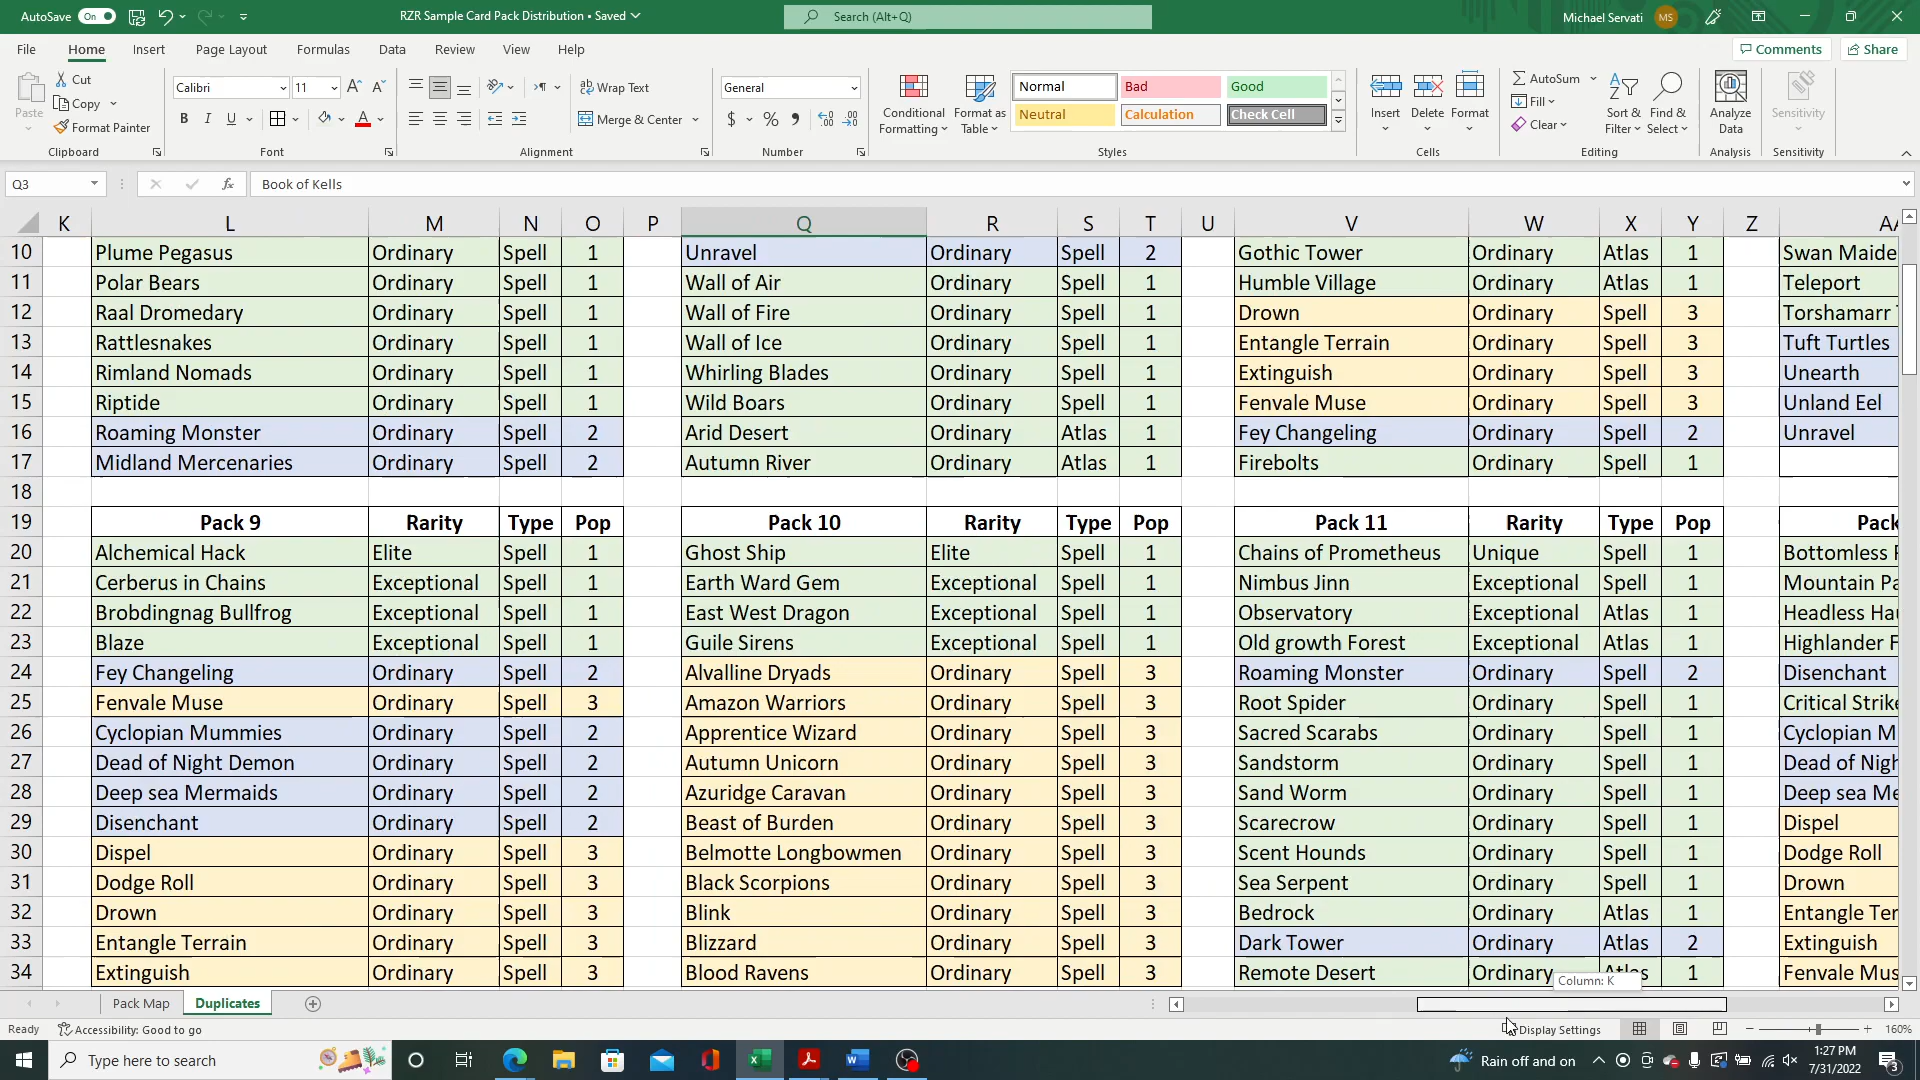 AutoSave On RZR Sample Card Pack Distribution • Saved Search (Alt+Q) Michael Servati MS
File Home Insert Page Layout Formulas Data Review View Help Comments Share
Paste Cut Copy Format Painter Clipboard
Calibri 11 B I U A Font
Wrap Text Merge & Center Alignment
General $ % Number
Conditional Formatting Format as Table Normal Bad Good Neutral Calculation Check Cell Styles
Insert Delete Format Cells
AutoSum Fill Clear Sort & Filter Find & Select Editing
Analyze Data Analysis Sensitivity Sensitivity
Q3 fx Book of Kells
K L M N O P Q R S T U V W X Y Z AA
10 Plume Pegasus Ordinary Spell 1 Unravel Ordinary Spell 2 Gothic Tower Ordinary Atlas 1 Swan Maide
11 Polar Bears Ordinary Spell 1 Wall of Air Ordinary Spell 1 Humble Village Ordinary Atlas 1 Teleport
12 Raal Dromedary Ordinary Spell 1 Wall of Fire Ordinary Spell 1 Drown Ordinary Spell 3 Torshamarr
13 Rattlesnakes Ordinary Spell 1 Wall of Ice Ordinary Spell 1 Entangle Terrain Ordinary Spell 3 Tuft Turtles
14 Rimland Nomads Ordinary Spell 1 Whirling Blades Ordinary Spell 1 Extinguish Ordinary Spell 3 Unearth
15 Riptide Ordinary Spell 1 Wild Boars Ordinary Spell 1 Fenvale Muse Ordinary Spell 3 Unland Eel
16 Roaming Monster Ordinary Spell 2 Arid Desert Ordinary Atlas 1 Fey Changeling Ordinary Spell 2 Unravel
17 Midland Mercenaries Ordinary Spell 2 Autumn River Ordinary Atlas 1 Firebolts Ordinary Spell 1
18
19 Pack 9 Rarity Type Pop Pack 10 Rarity Type Pop Pack 11 Rarity Type Pop Pack
20 Alchemical Hack Elite Spell 1 Ghost Ship Elite Spell 1 Chains of Prometheus Unique Spell 1 Bottomless
21 Cerberus in Chains Exceptional Spell 1 Earth Ward Gem Exceptional Spell 1 Nimbus Jinn Exceptional Spell 1 Mountain Pa
22 Brobdingnag Bullfrog Exceptional Spell 1 East West Dragon Exceptional Spell 1 Observatory Exceptional Atlas 1 Headless Hau
23 Blaze Exceptional Spell 1 Guile Sirens Exceptional Spell 1 Old growth Forest Exceptional Atlas 1 Highlander
24 Fey Changeling Ordinary Spell 2 Alvalline Dryads Ordinary Spell 3 Roaming Monster Ordinary Spell 2 Disenchant
25 Fenvale Muse Ordinary Spell 3 Amazon Warriors Ordinary Spell 3 Root Spider Ordinary Spell 1 Critical Strike
26 Cyclopian Mummies Ordinary Spell 2 Apprentice Wizard Ordinary Spell 3 Sacred Scarabs Ordinary Spell 1 Cyclopian M
27 Dead of Night Demon Ordinary Spell 2 Autumn Unicorn Ordinary Spell 3 Sandstorm Ordinary Spell 1 Dead of Nigh
28 Deep sea Mermaids Ordinary Spell 2 Azuridge Caravan Ordinary Spell 3 Sand Worm Ordinary Spell 1 Deep sea Me
29 Disenchant Ordinary Spell 2 Beast of Burden Ordinary Spell 3 Scarecrow Ordinary Spell 1 Dispel
30 Dispel Ordinary Spell 3 Belmotte Longbowmen Ordinary Spell 3 Scent Hounds Ordinary Spell 1 Dodge Roll
31 Dodge Roll Ordinary Spell 3 Black Scorpions Ordinary Spell 3 Sea Serpent Ordinary Spell 1 Drown
32 Drown Ordinary Spell 3 Blink Ordinary Spell 3 Bedrock Ordinary Atlas 1 Entangle Ter
33 Entangle Terrain Ordinary Spell 3 Blizzard Ordinary Spell 3 Dark Tower Ordinary Atlas 2 Extinguish
34 Extinguish Ordinary Spell 3 Blood Ravens Ordinary Spell 3 Remote Desert Ordinary Atlas 1 Fenvale Mus
Column: K
Pack Map Duplicates
Ready Accessibility: Good to go Display Settings 160%
Type here to search Rain off and on 1:27 PM
7/31/2022 3